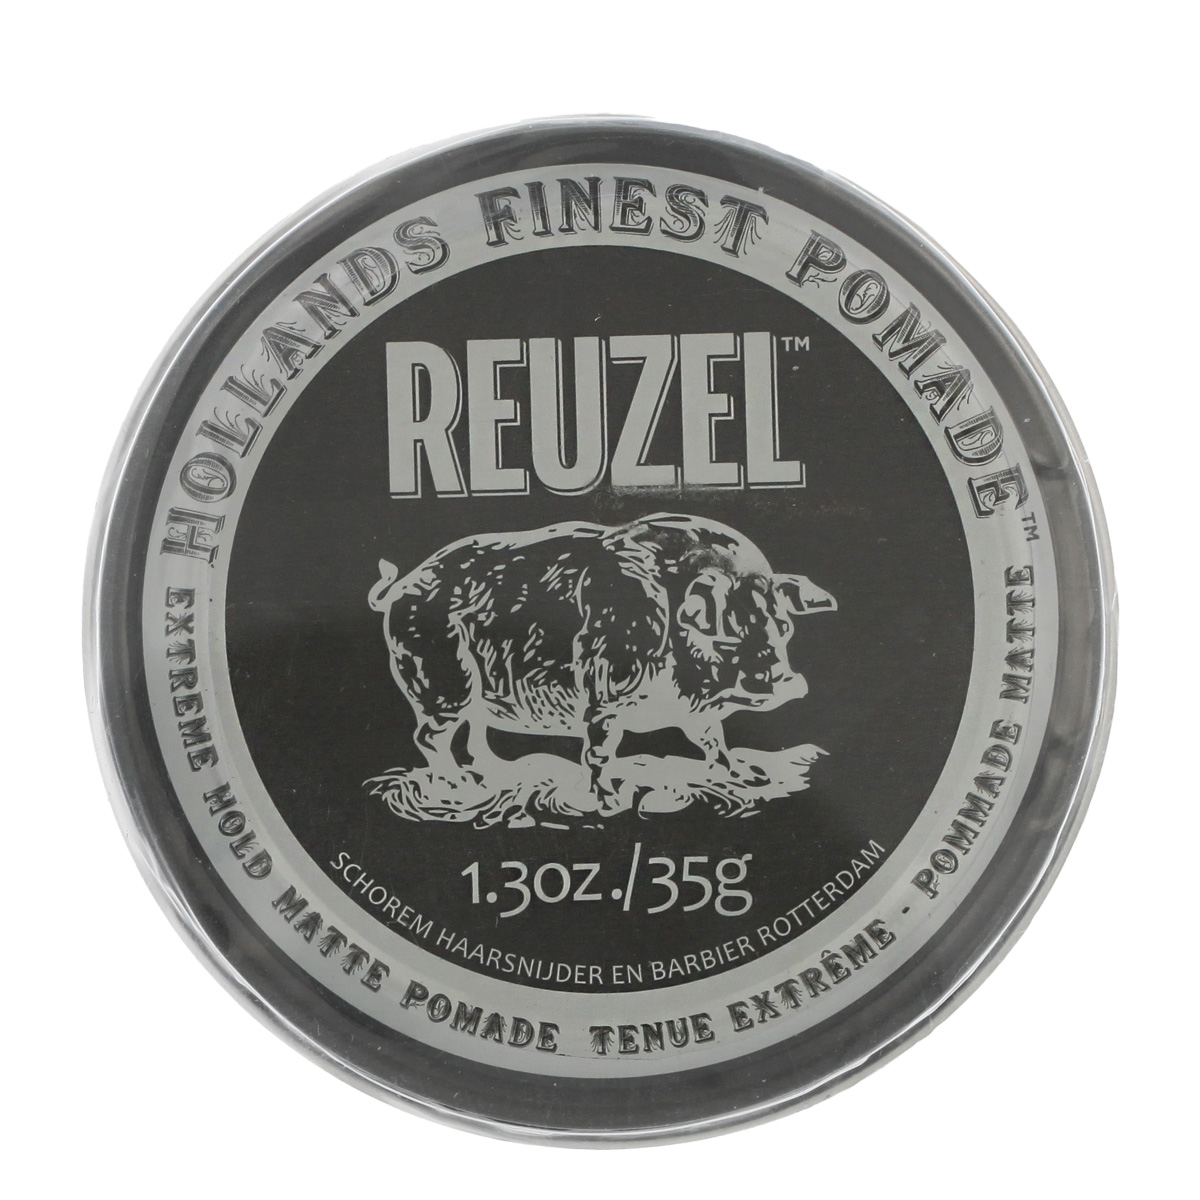 HOLLANDS FINEST POMADE™
REUZEL™
1.3oz./35g
SCHOREM HAARSNIJDER EN BARBIER ROTTERDAM
EXTREME HOLD MATTE POMADE TENUE EXTRÊME · POMMADE MATTE